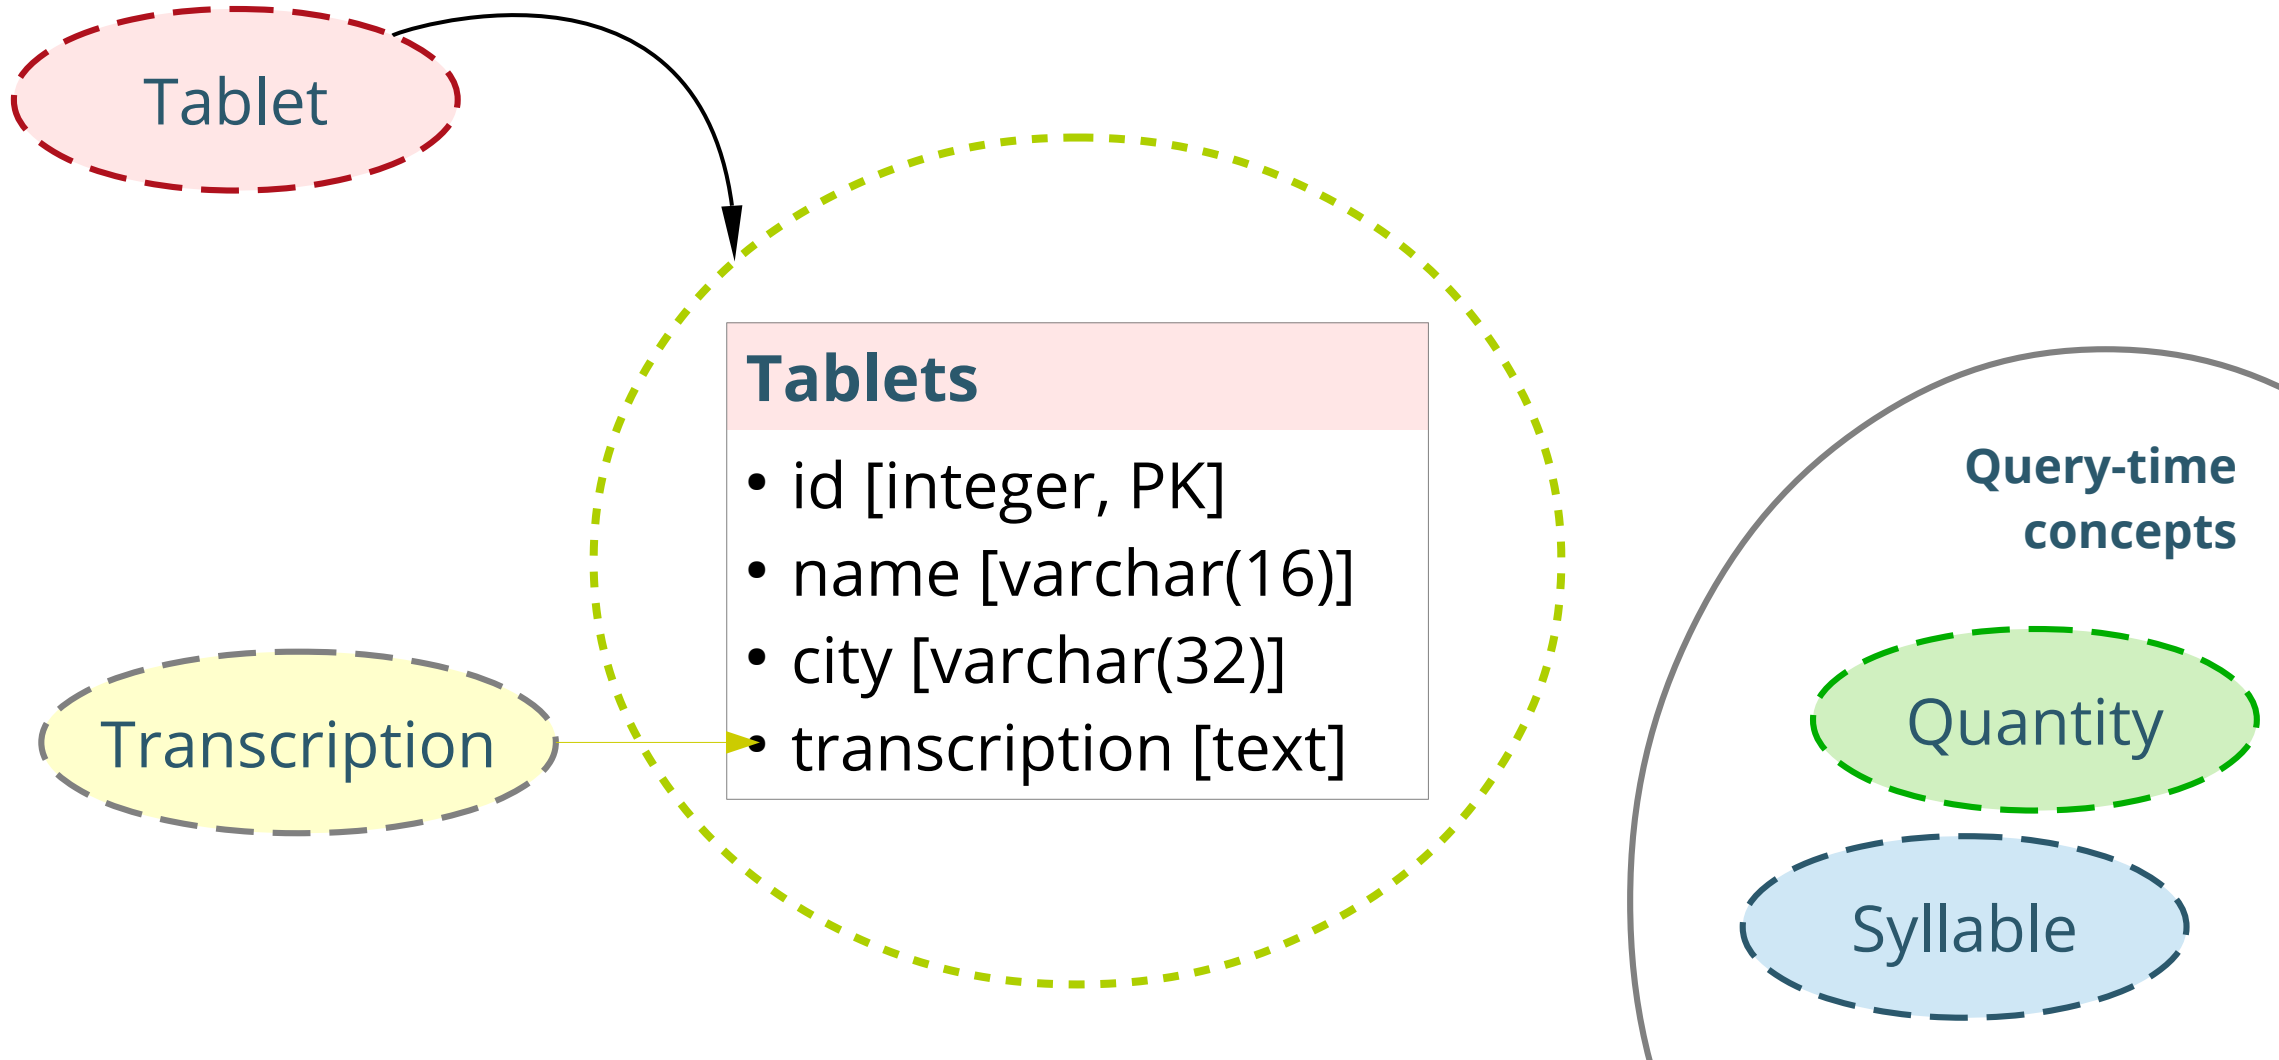 Tablet
Tablets
• id [integer, PK]
• name [varchar(16)]
• city [varchar(32)]
• transcription [text]
Transcription
Query-time
concepts
Quantity
Syllable